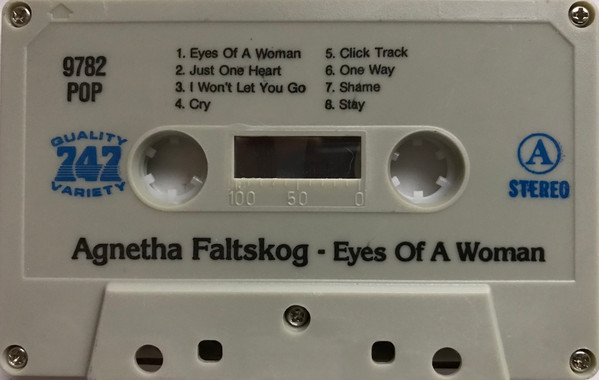 9782
POP
1. Eyes Of A Woman
2. Just One Heart
3. I Won't Let You Go
4. Cry
5. Click Track
6. One Way
7. Shame
8. Stay
QUALITY
747
VARIETY
A
STEREO
100 50 0
Agnetha Faltskog - Eyes Of A Woman